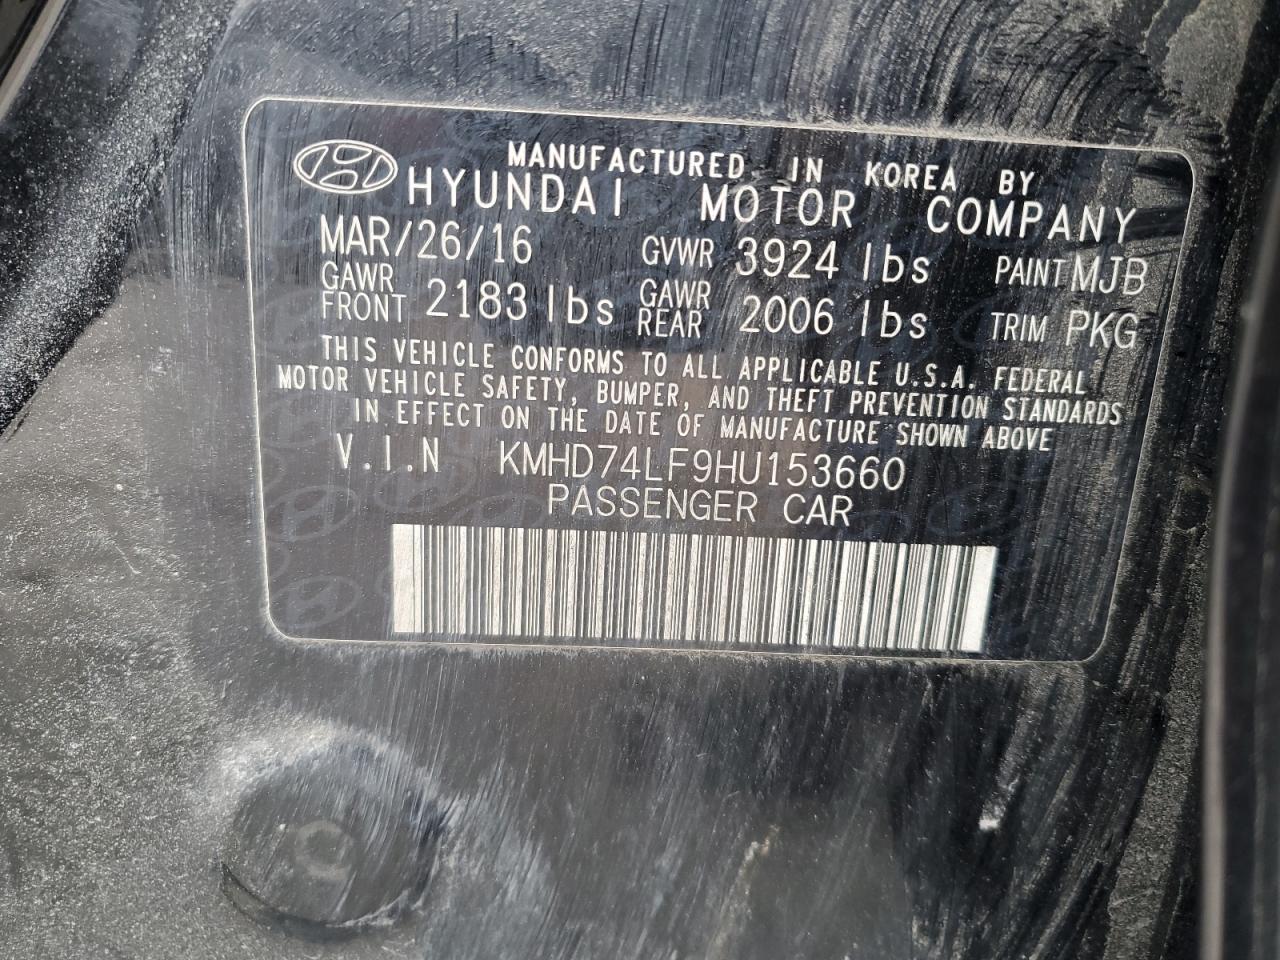 MANUFACTURED IN KOREA BY
HYUNDAI MOTOR COMPANY
MAR/26/16 GVWR 3924 lbs PAINT MJB
GAWR FRONT 2183 lbs GAWR REAR 2006 lbs TRIM PKG
THIS VEHICLE CONFORMS TO ALL APPLICABLE U.S.A. FEDERAL
MOTOR VEHICLE SAFETY, BUMPER, AND THEFT PREVENTION STANDARDS
IN EFFECT ON THE DATE OF MANUFACTURE SHOWN ABOVE
V.I.N KMHD74LF9HU153660
PASSENGER CAR